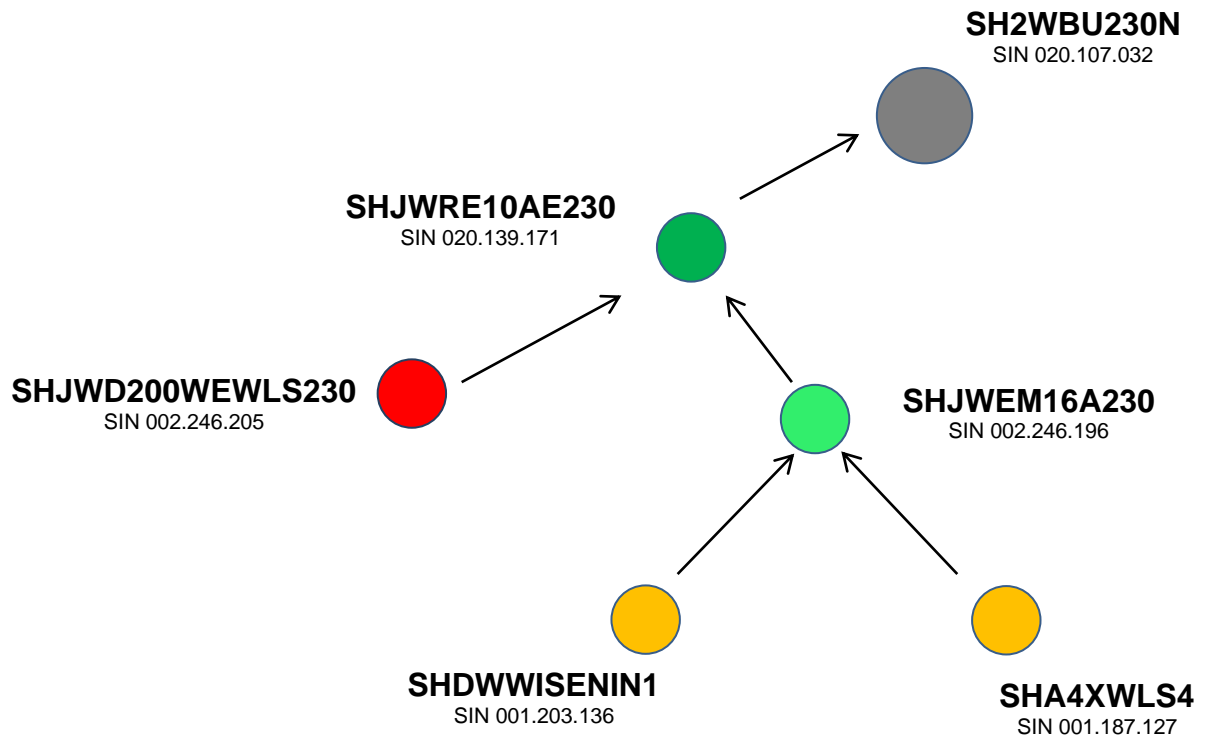 SH2WBU230N
SIN 020.107.032
SHJWRE10AE230
SIN 020.139.171
SHJWD200WEWLS230
SIN 002.246.205
SHJWEM16A230
SIN 002.246.196
SHDWWISENIN1
SIN 001.203.136
SHA4XWLS4
SIN 001.187.127